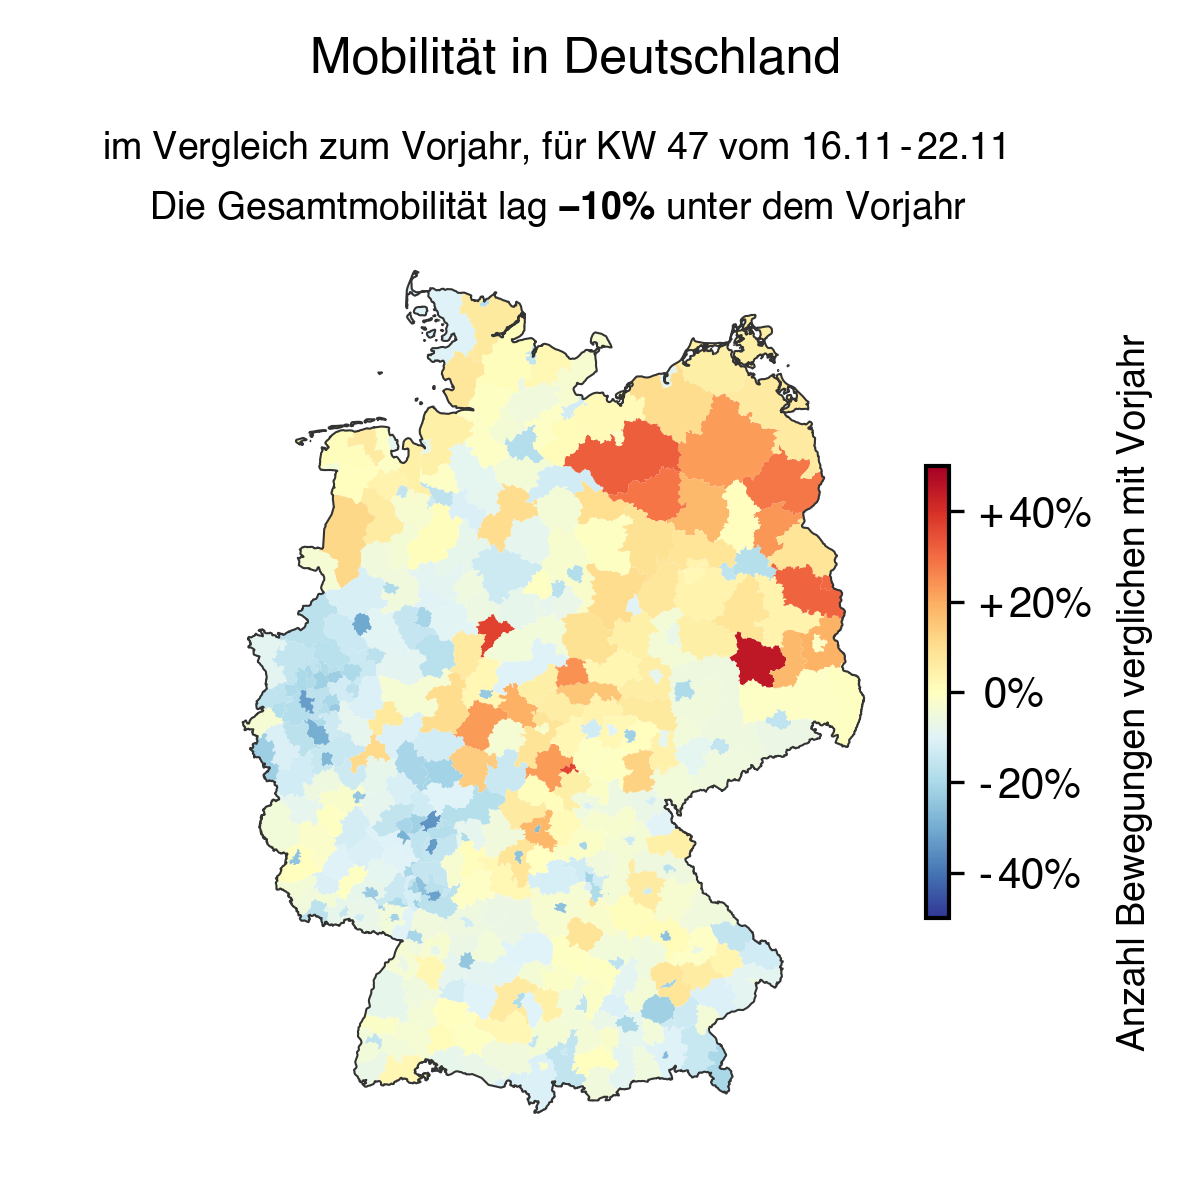 Mobilität in Deutschland
im Vergleich zum Vorjahr, für KW 47 vom 16.11-22.11
Die Gesamtmobilität lag –10% unter dem Vorjahr
+40%
+20%
0%
-20%
-40%
Anzahl Bewegungen verglichen mit Vorjahr